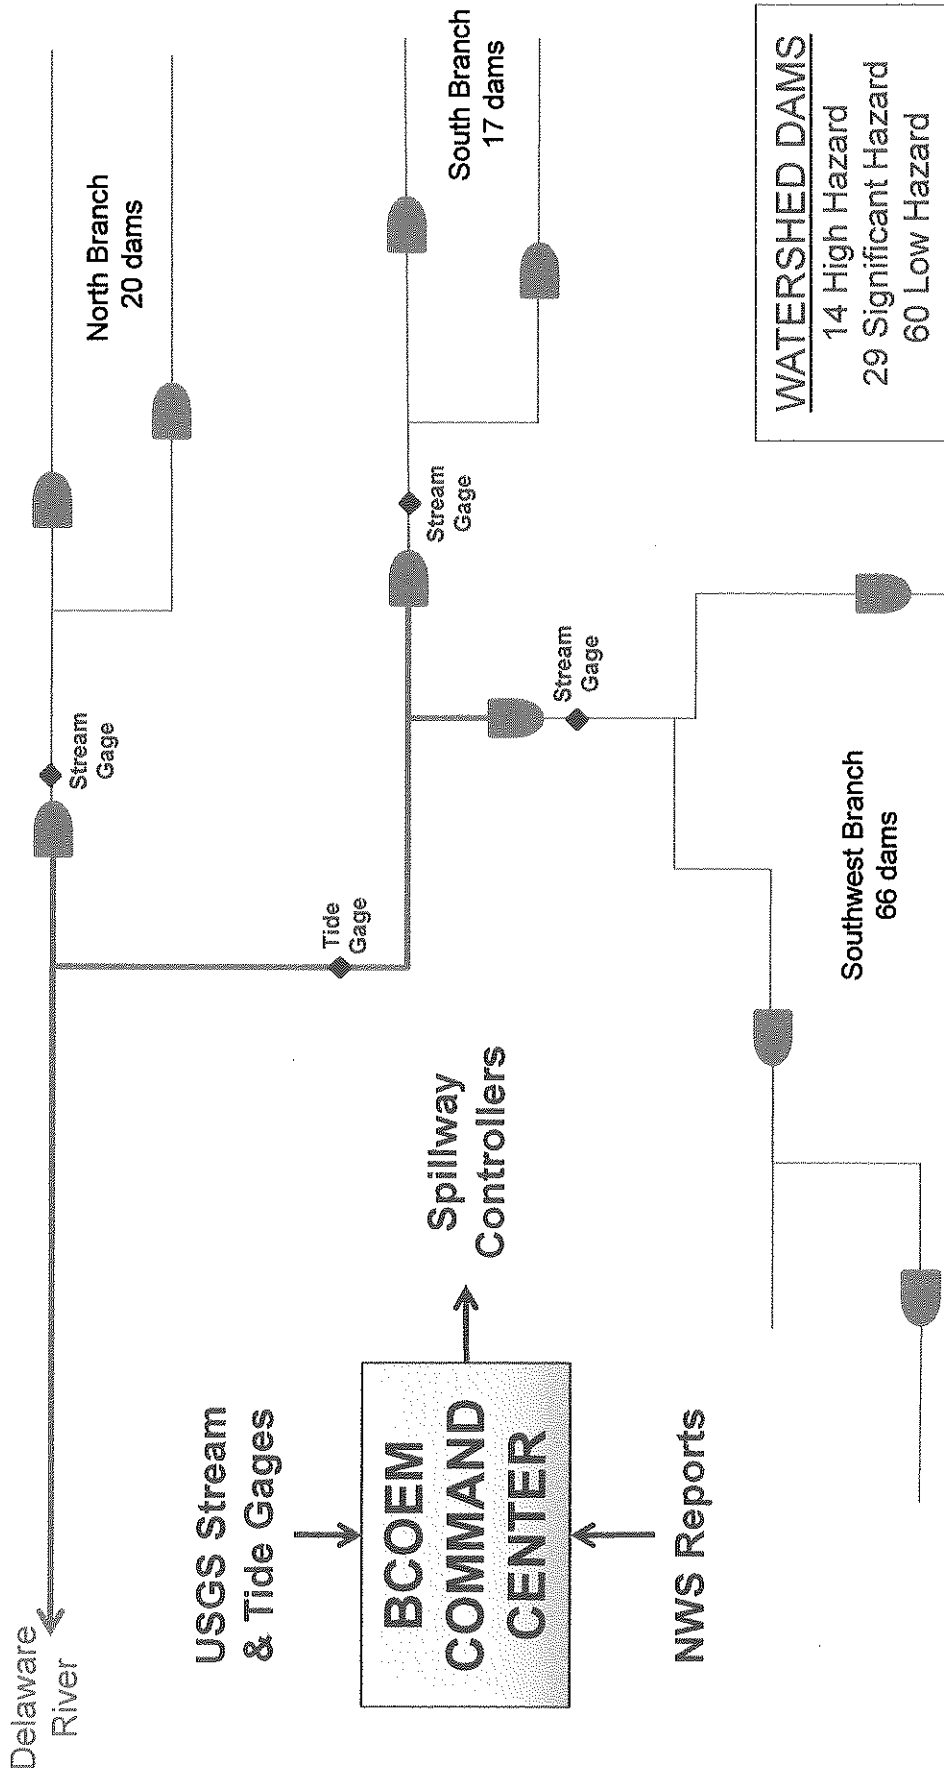 Delaware
River
North Branch
20 dams
Stream
Gage
South Branch
17 dams
Stream
Gage
Tide
Gage
Stream
Gage
Southwest Branch
66 dams
USGS Stream
& Tide Gages
BCOEM
COMMAND
CENTER
Spillway
Controllers
NWS Reports
WATERSHED DAMS
14 High Hazard
29 Significant Hazard
60 Low Hazard